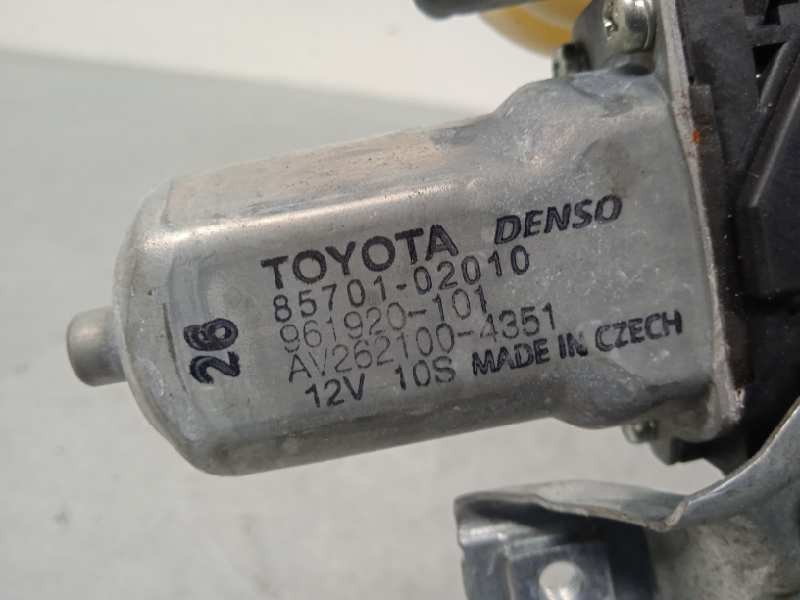 TOYOTA DENSO
85701-02010
961920-101
AV262100-4351
12V 10S MADE IN CZECH
26